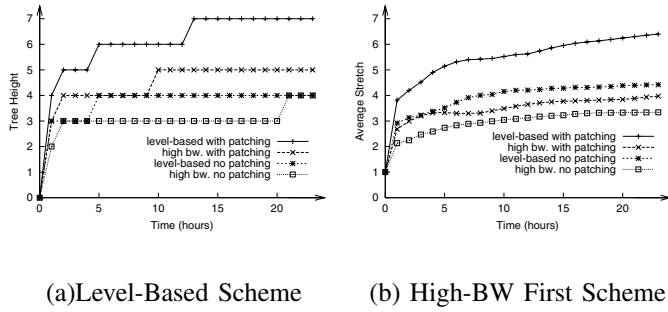 7
6
5
4
3
2
1
0
Tree Height
level-based with patching
high bw. with patching
level-based no patching
high bw. no patching
0 5 10 15 20
Time (hours)
7
6
5
4
3
2
1
0
Average Stretch
level-based with patching
high bw. with patching
level-based no patching
high bw. no patching
0 5 10 15 20
Time (hours)
(a)Level-Based Scheme
(b) High-BW First Scheme